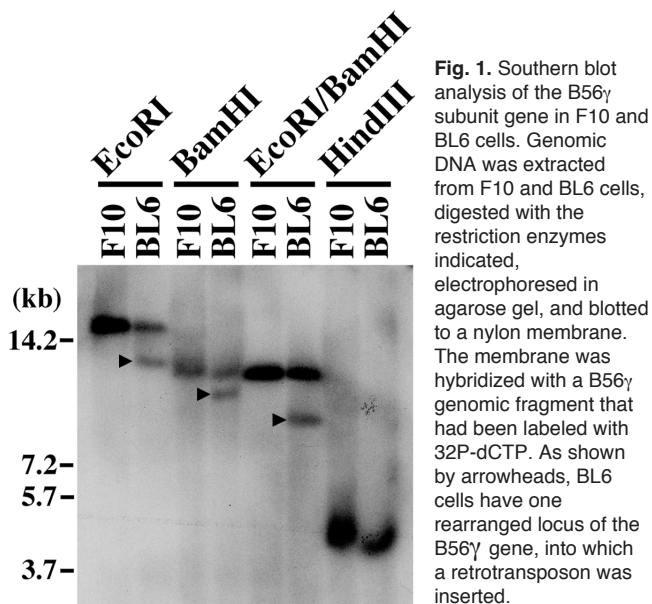 EcoRI
BamHI
EcoRI/BamHI
HindIII
F10
BL6
F10
BL6
F10
BL6
F10
BL6
(kb)
14.2
7.2
5.7
3.7
Fig. 1. Southern blot
analysis of the B56γ
subunit gene in F10 and
BL6 cells. Genomic
DNA was extracted
from F10 and BL6 cells,
digested with the
restriction enzymes
indicated,
electrophoresed in
agarose gel, and blotted
to a nylon membrane.
The membrane was
hybridized with a B56γ
genomic fragment that
had been labeled with
32P-dCTP. As shown
by arrowheads, BL6
cells have one
rearranged locus of the
B56γ gene, into which
a retrotransposon was
inserted.